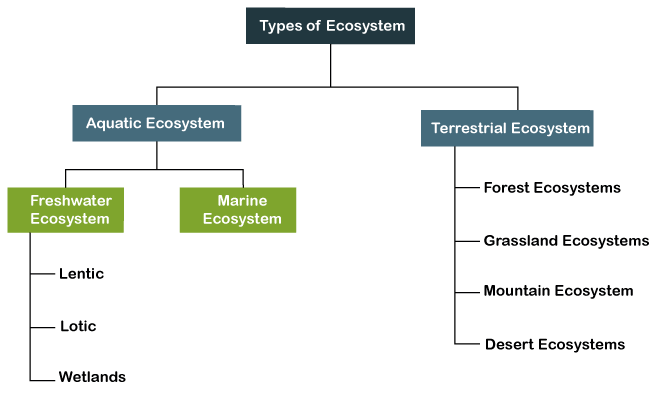 Types of Ecosystem
Aquatic Ecosystem
Terrestrial Ecosystem
Freshwater
Ecosystem
Marine
Ecosystem
Lentic
Lotic
Wetlands
Forest Ecosystems
Grassland Ecosystems
Mountain Ecosystem
Desert Ecosystems